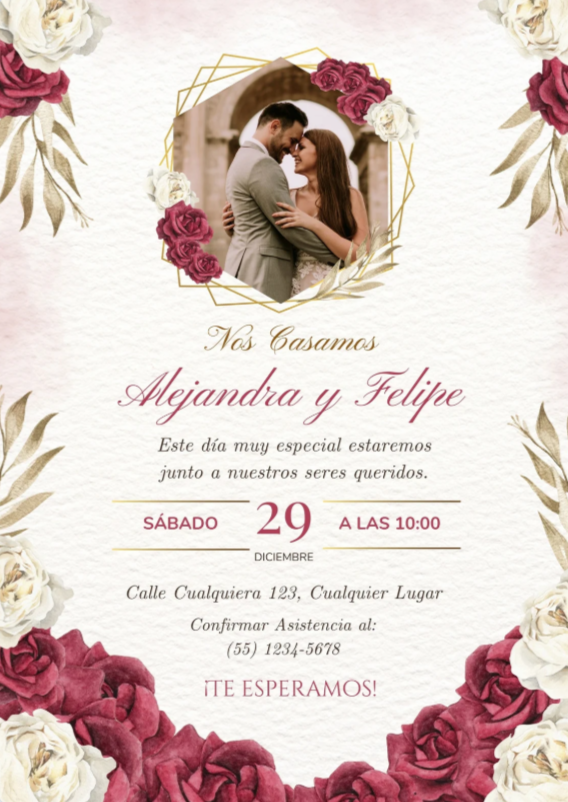 Nos Casamos
Alejandra y Felipe
Este día muy especial estaremos
junto a nuestros seres queridos.
SÁBADO 29 A LAS 10:00
DICIEMBRE
Calle Cualquiera 123, Cualquier Lugar
Confirmar Asistencia al:
(55) 1234-5678
¡TE ESPERAMOS!